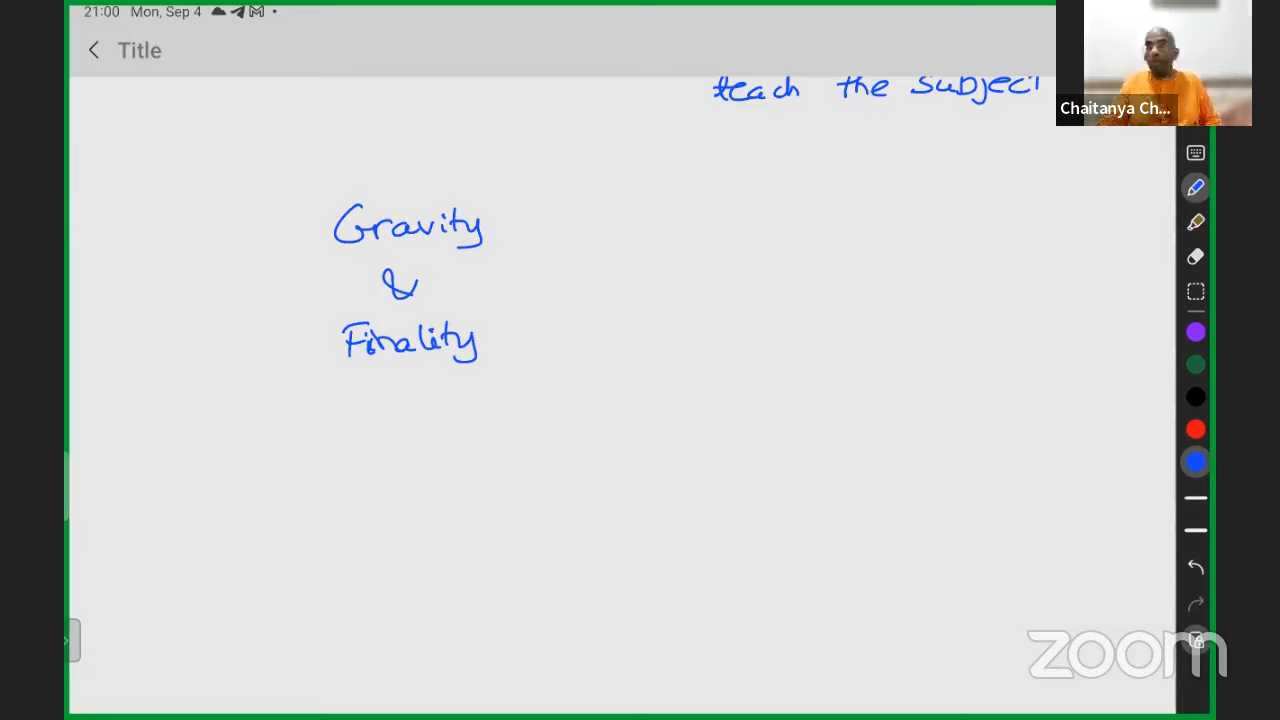 21:00 Mon, Sep 4
Title
teach the subject
Chaitanya Ch...
Gravity
&
Finality
zoom